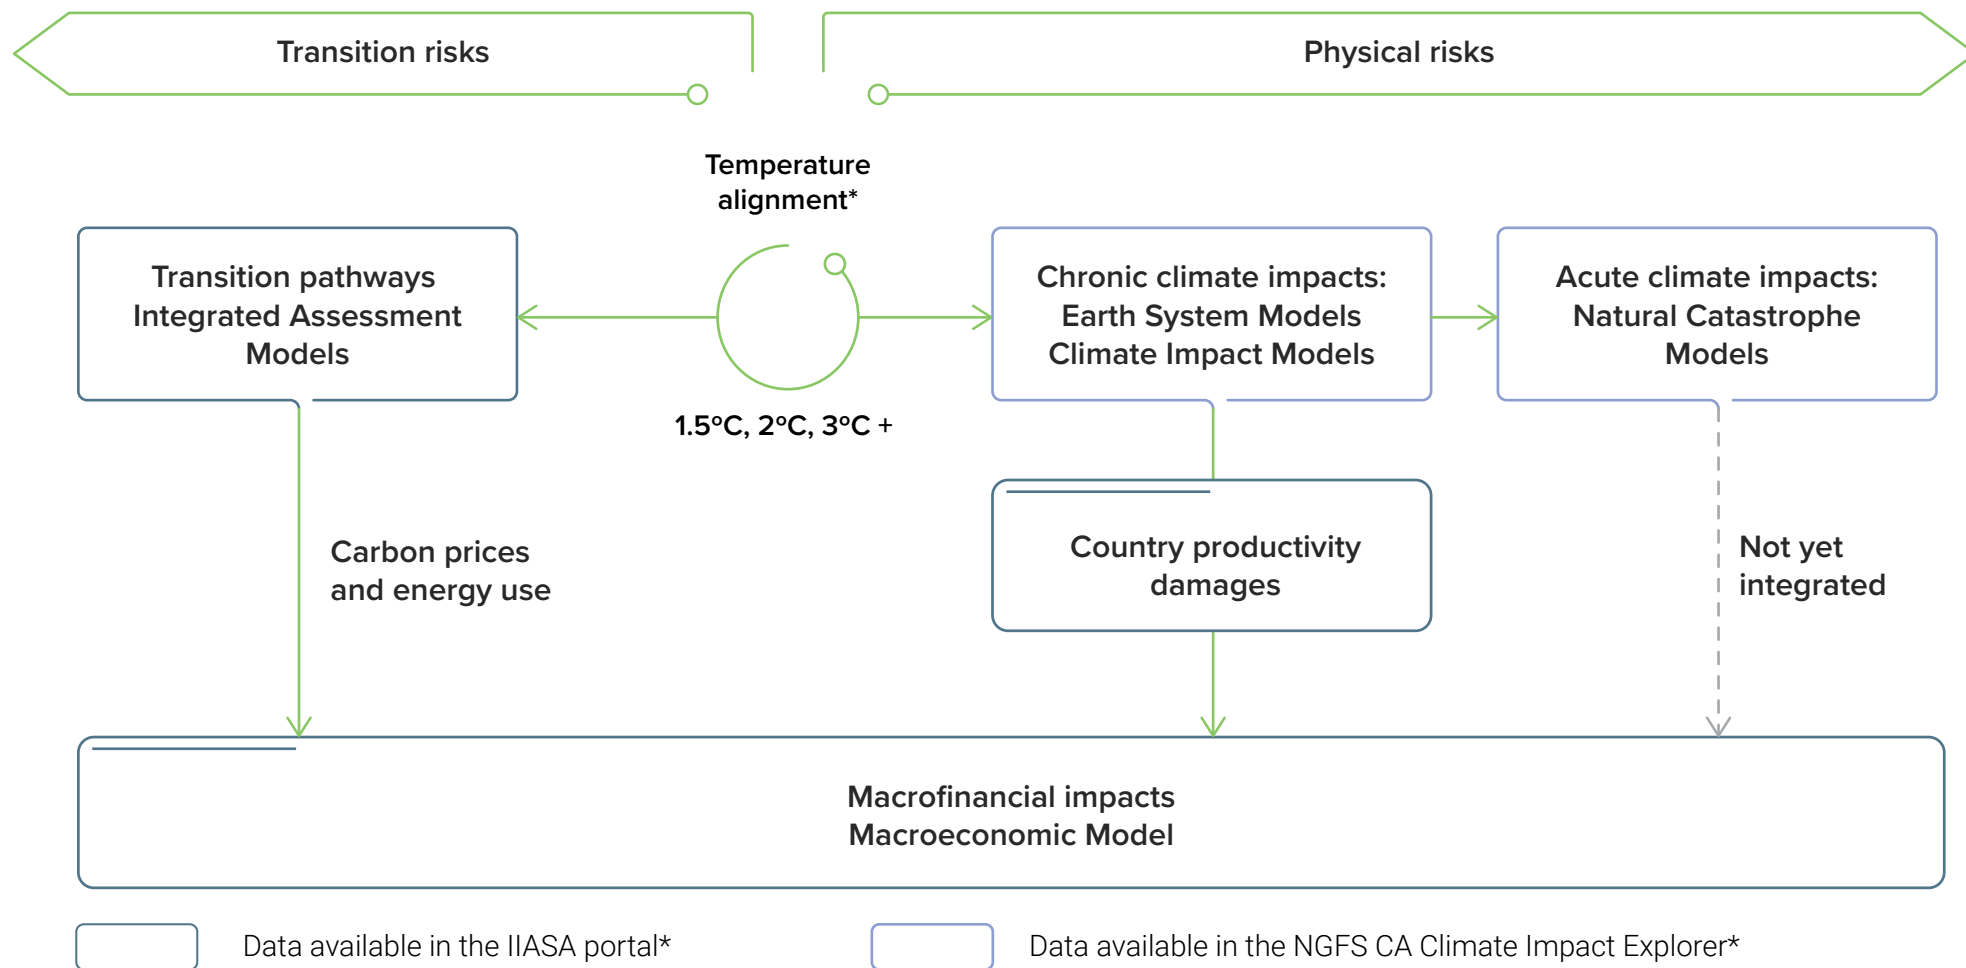 Transition risks
Physical risks
Temperature
alignment*
Transition pathways
Integrated Assessment
Models
1.5ºC, 2ºC, 3ºC +
Chronic climate impacts:
Earth System Models
Climate Impact Models
Acute climate impacts:
Natural Catastrophe
Models
Carbon prices
and energy use
Country productivity
damages
Not yet
integrated
Macrofinancial impacts
Macroeconomic Model
Data available in the IIASA portal*
Data available in the NGFS CA Climate Impact Explorer*